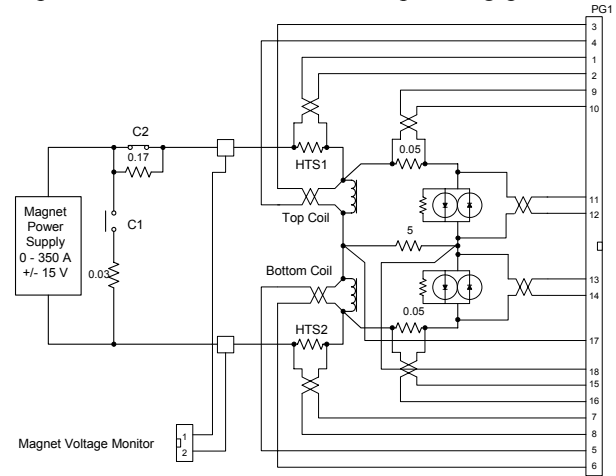 PG1
3
4
1
2
9
10
C2
0.17
HTS1
0.05
11
12
Magnet
Power
Supply
0 - 350 A
+/- 15 V
C1
0.03
Top Coil
5
Bottom Coil
13
14
0.05
HTS2
17
18
15
16
7
8
5
6
Magnet Voltage Monitor
1
2